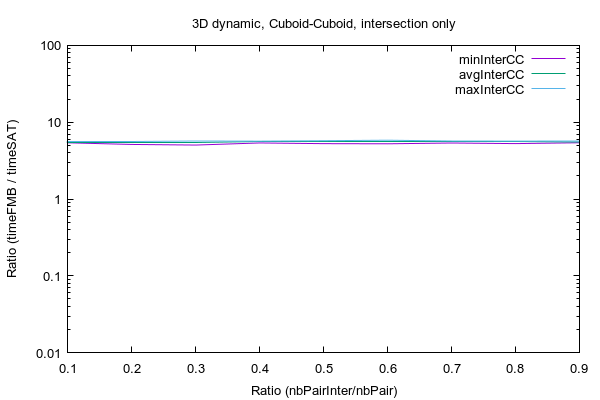 3D dynamic, Cuboid-Cuboid, intersection only
minInterCC
avgInterCC
maxInterCC
100
10
1
0.1
0.01
Ratio (timeFMB / timeSAT)
0.1 0.2 0.3 0.4 0.5 0.6 0.7 0.8 0.9
Ratio (nbPairInter/nbPair)